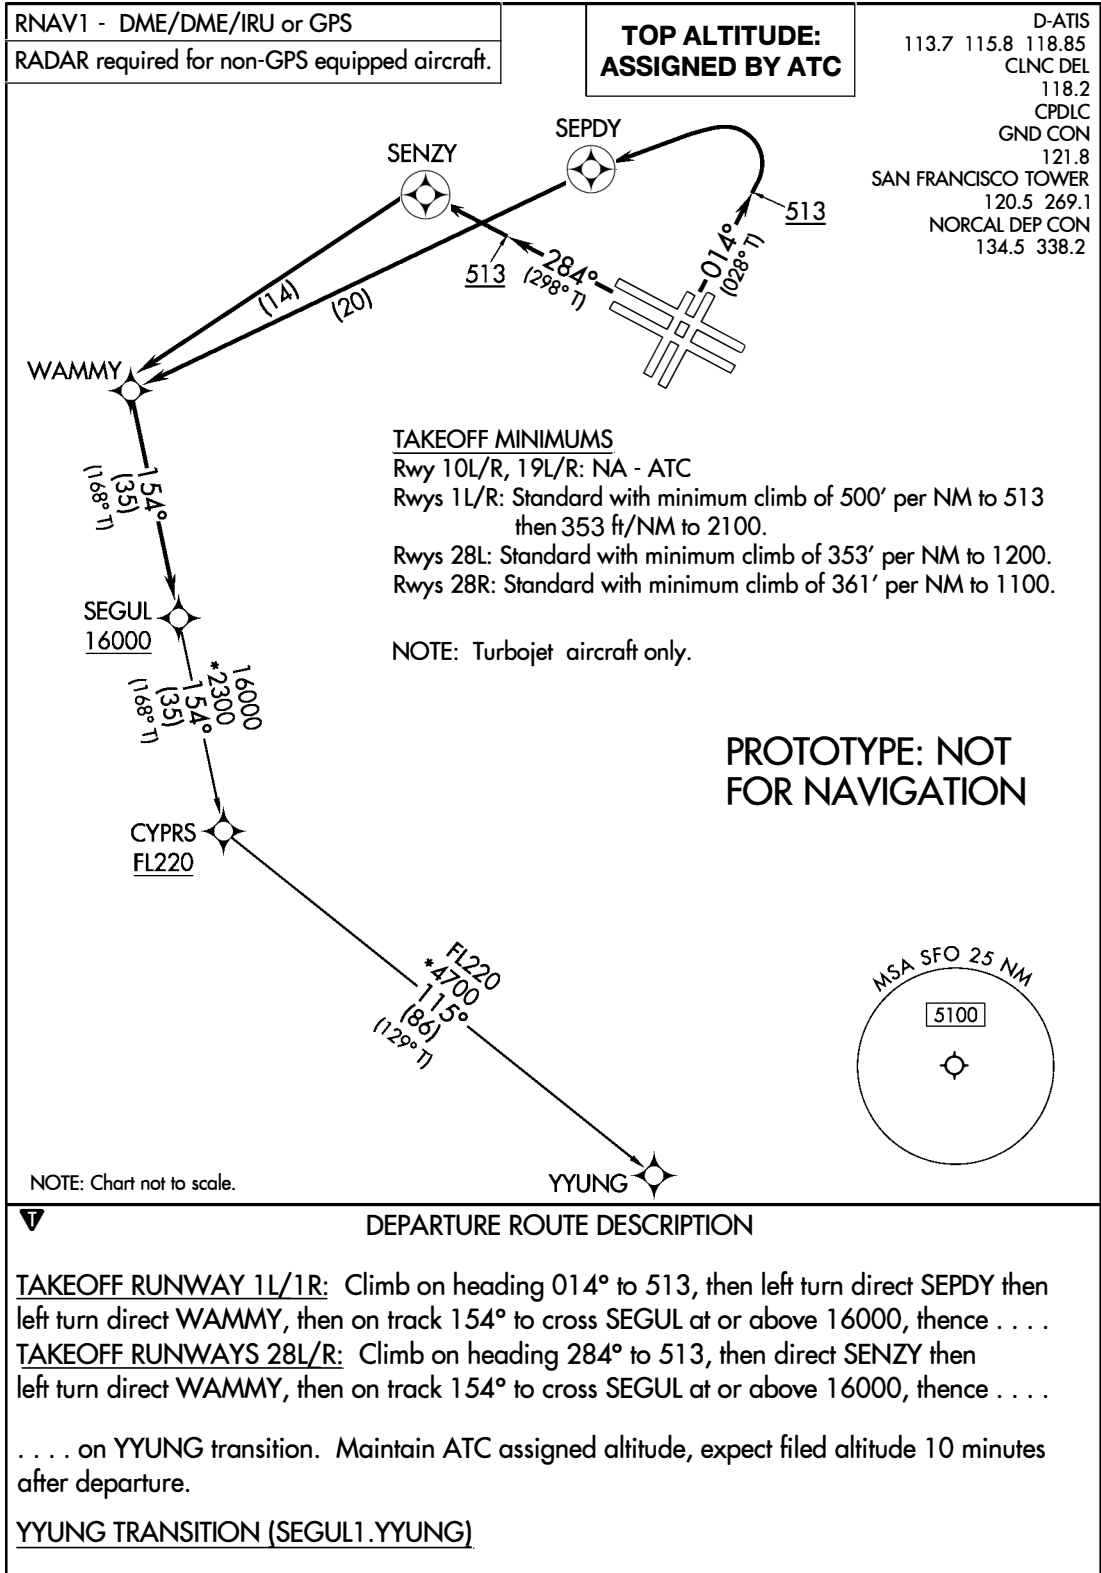 RNAV1 - DME/DME/IRU or GPS
RADAR required for non-GPS equipped aircraft.
TOP ALTITUDE:
ASSIGNED BY ATC
D-ATIS
113.7 115.8 118.85
CLNC DEL
118.2
CPDLC
GND CON
121.8
SAN FRANCISCO TOWER
120.5 269.1
NORCAL DEP CON
134.5 338.2
SEPDY
SENZY
513
014°
(028° T)
513
284°
(298° T)
(14)
(20)
WAMMY
154°
(35)
(168° T)
TAKEOFF MINIMUMS
Rwy 10L/R, 19L/R: NA - ATC
Rwys 1L/R: Standard with minimum climb of 500' per NM to 513
then 353 ft/NM to 2100.
Rwys 28L: Standard with minimum climb of 353' per NM to 1200.
Rwys 28R: Standard with minimum climb of 361' per NM to 1100.
NOTE: Turbojet aircraft only.
SEGUL
16000
16000
*2300
154°
(35)
(168° T)
PROTOTYPE: NOT
FOR NAVIGATION
CYPRS
FL220
FL220
*4700
115°
(86)
(129° T)
MSA SFO 25 NM
5100
YYUNG
NOTE: Chart not to scale.
T
DEPARTURE ROUTE DESCRIPTION
TAKEOFF RUNWAY 1L/1R: Climb on heading 014° to 513, then left turn direct SEPDY then
left turn direct WAMMY, then on track 154° to cross SEGUL at or above 16000, thence . . . .
TAKEOFF RUNWAYS 28L/R: Climb on heading 284° to 513, then direct SENZY then
left turn direct WAMMY, then on track 154° to cross SEGUL at or above 16000, thence . . . .
. . . . on YYUNG transition. Maintain ATC assigned altitude, expect filed altitude 10 minutes
after departure.
YYUNG TRANSITION (SEGUL1.YYUNG)